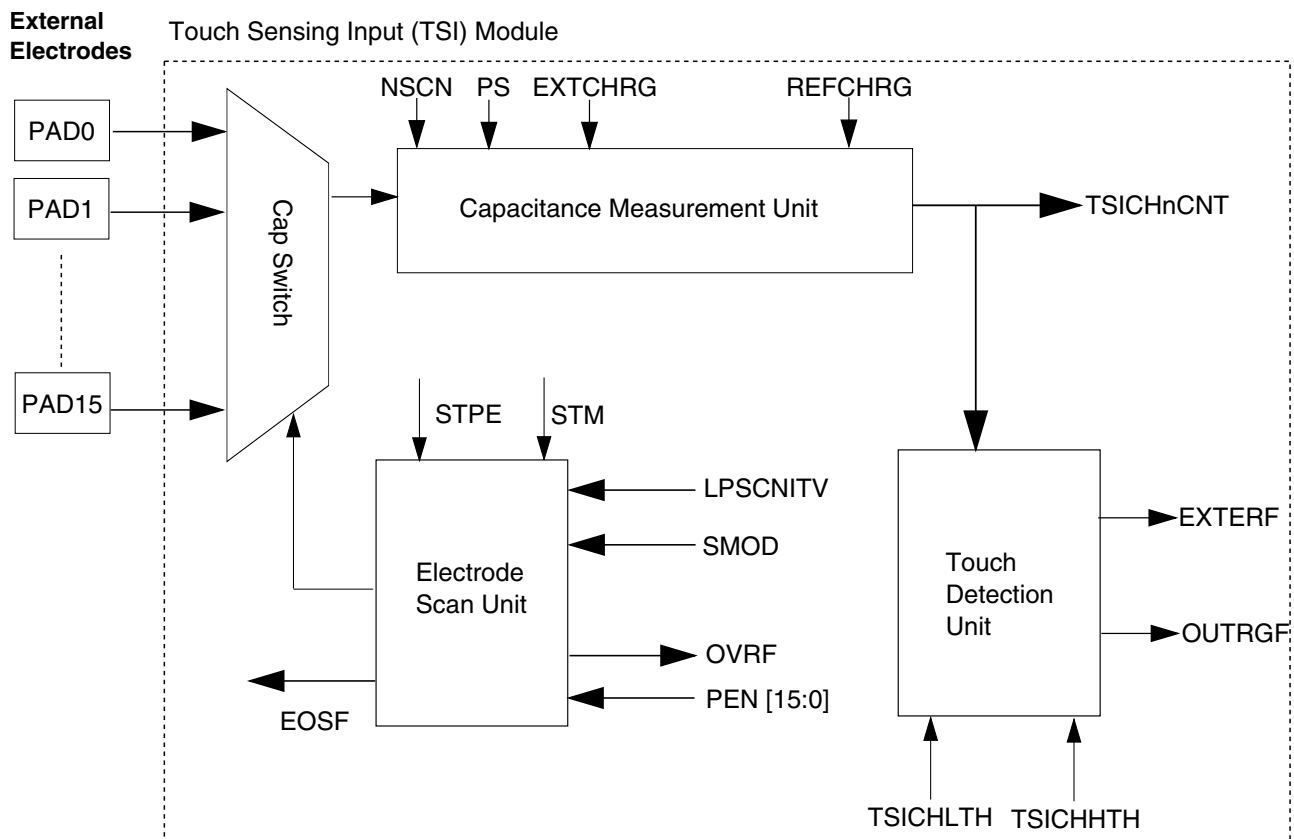 External
Electrodes
Touch Sensing Input (TSI) Module
NSCN PS EXTCHRG REFCHRG
PAD0
PAD1
PAD15
Cap Switch
Capacitance Measurement Unit
TSICHnCNT
STPE STM
LPSCNITV
SMOD
Electrode
Scan Unit
OVRF
PEN [15:0]
EOSF
Touch
Detection
Unit
EXTERF
OUTRGF
TSICHLTH TSICHHTH